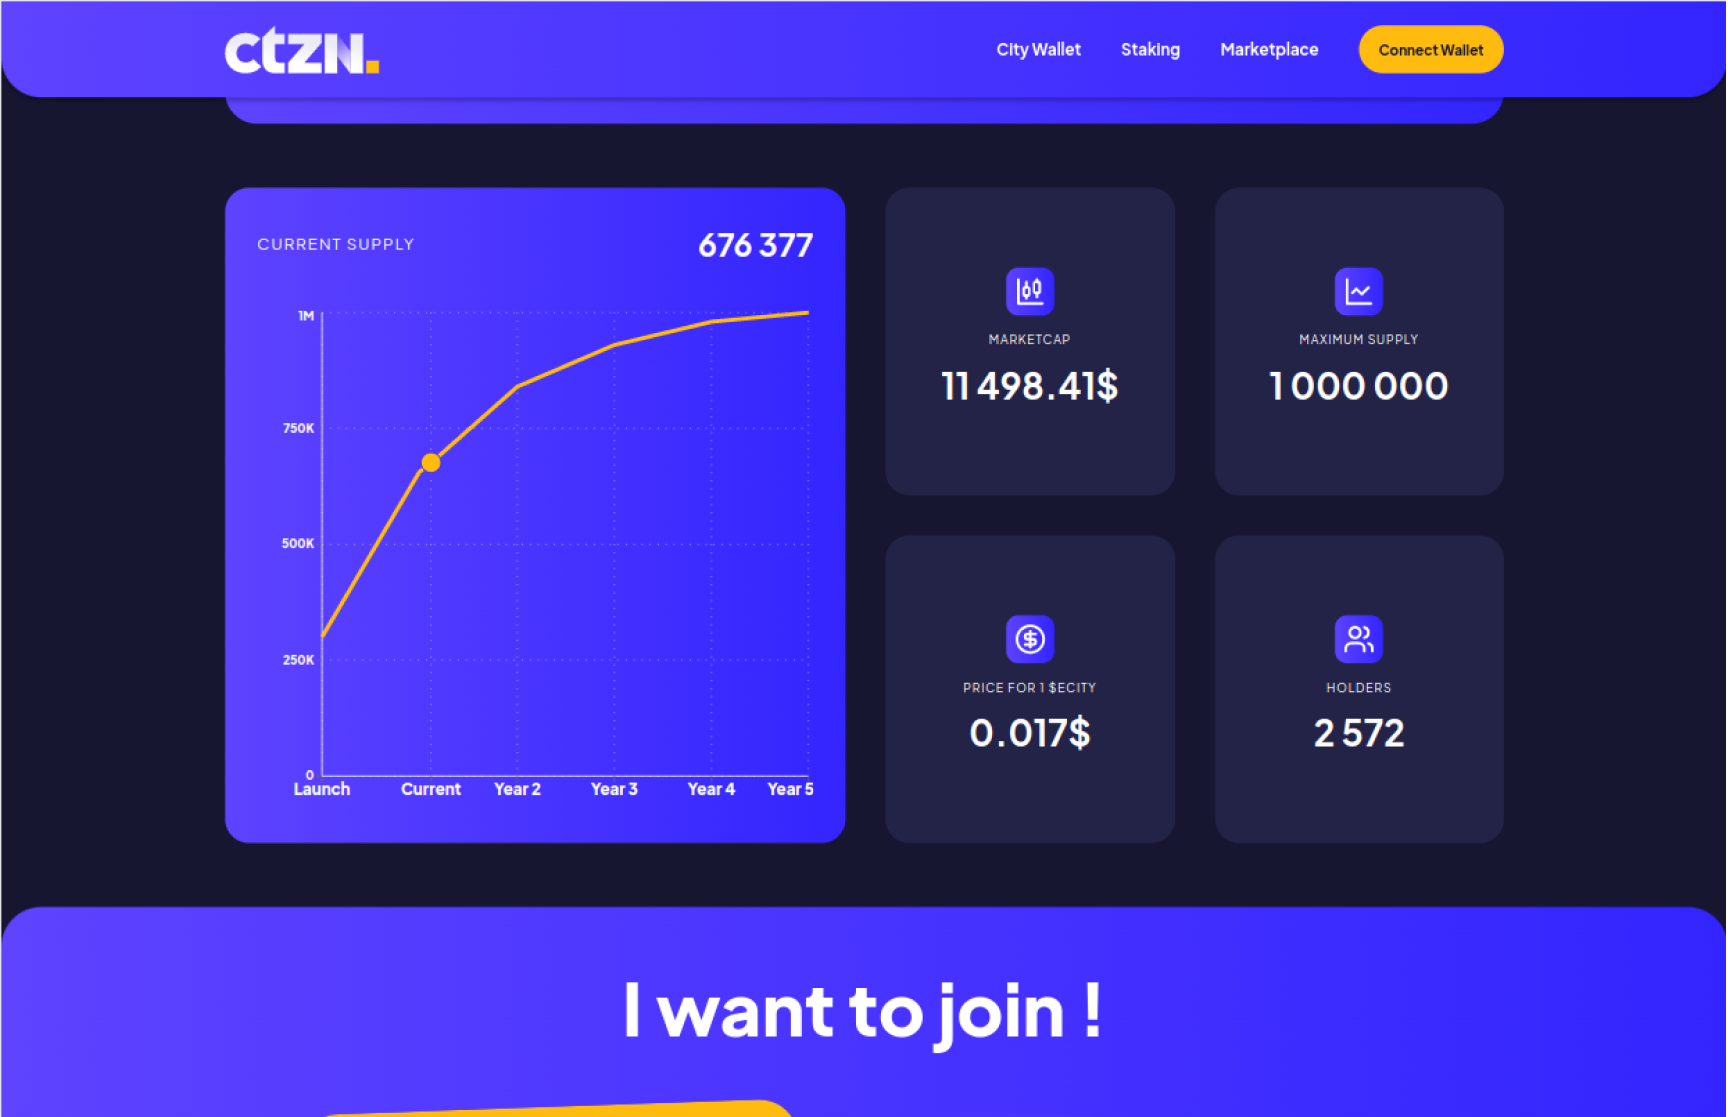 ctzn.
City Wallet
Staking
Marketplace
Connect Wallet
CURRENT SUPPLY
676 377
1M
750K
500K
250K
0
Launch
Current
Year 2
Year 3
Year 4
Year 5
MARKETCAP
11 498.41$
MAXIMUM SUPPLY
1 000 000
PRICE FOR 1 $ECITY
0.017$
HOLDERS
2 572
I want to join !